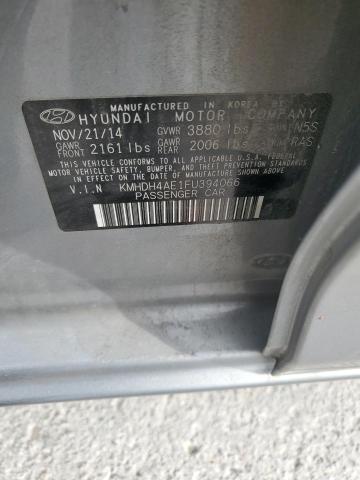 MANUFACTURED IN KOREA BY
HYUNDAI MOTOR COMPANY
NOV/21/14 GVWR 3880 lbs N5S
GAWR FRONT 2161 lbs GAWR REAR 2006 lbs RAS
THIS VEHICLE CONFORMS TO ALL APPLICABLE U.S.A. FEDERAL
MOTOR VEHICLE SAFETY, BUMPER, AND THEFT PREVENTION STANDARDS
IN EFFECT ON THE DATE OF MANUFACTURE SHOWN ABOVE.
V.I.N KMHDH4AE1FU394066
PASSENGER CAR